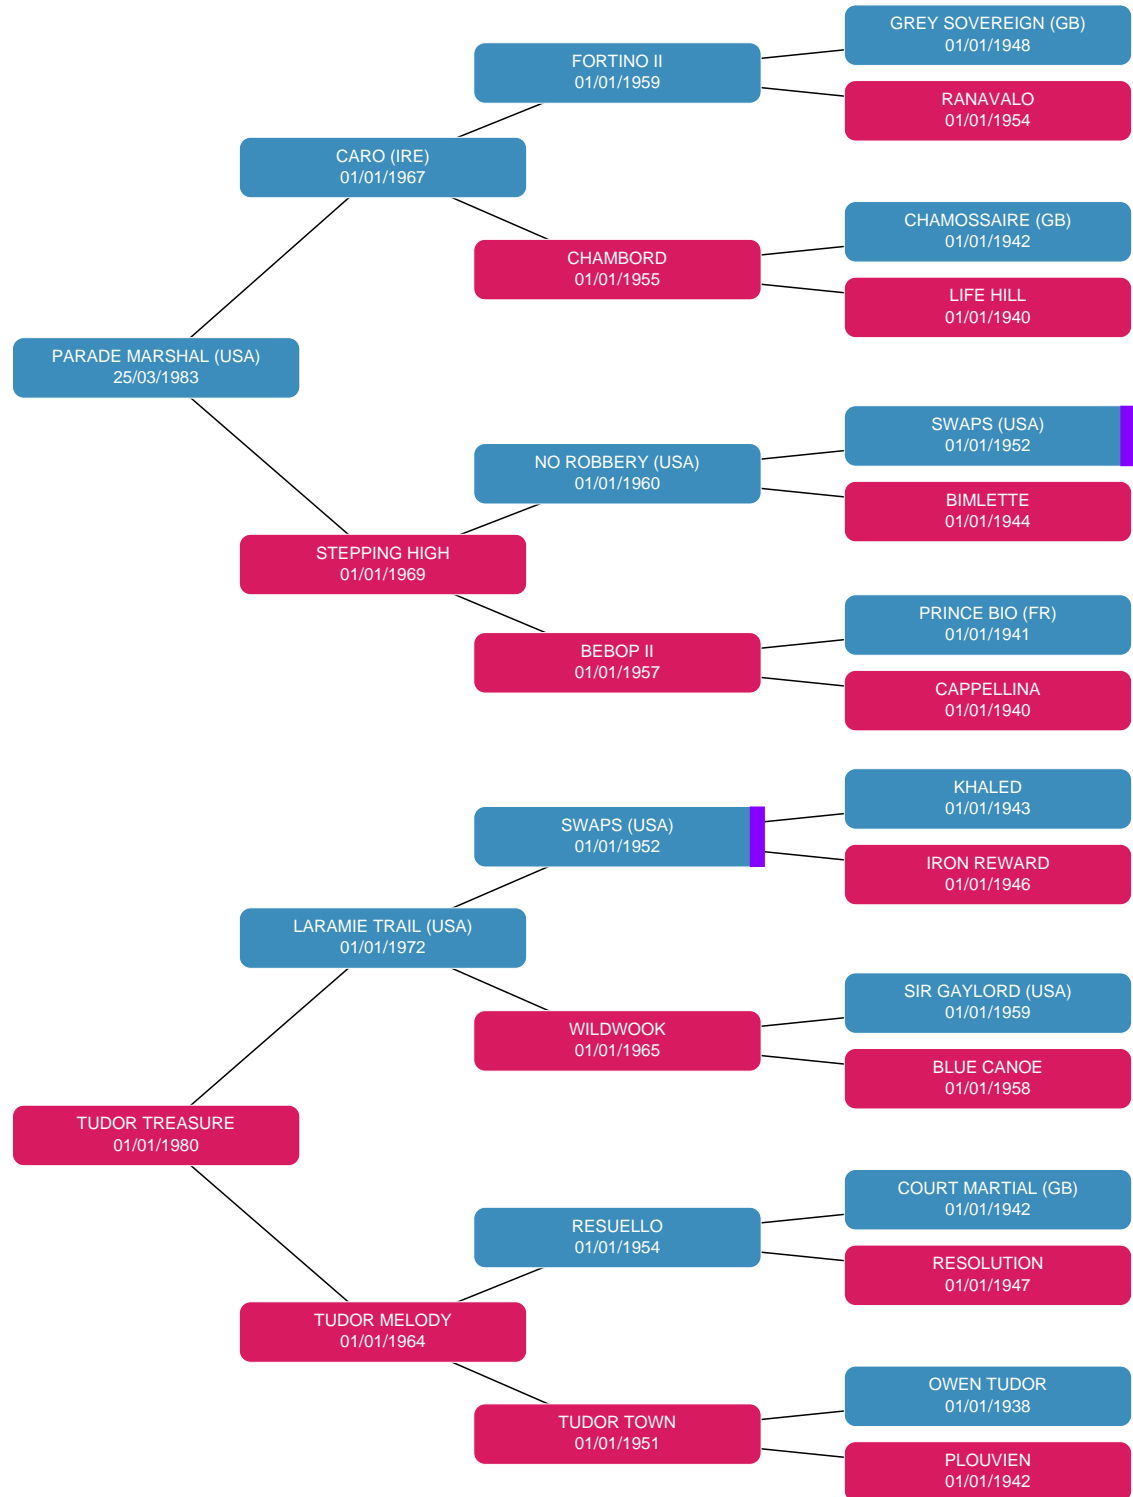 GREY SOVEREIGN (GB)
01/01/1948
FORTINO II
01/01/1959
RANAVALO
01/01/1954
CARO (IRE)
01/01/1967
CHAMOSSAIRE (GB)
01/01/1942
CHAMBORD
01/01/1955
LIFE HILL
01/01/1940
PARADE MARSHAL (USA)
25/03/1983
SWAPS (USA)
01/01/1952
NO ROBBERY (USA)
01/01/1960
BIMLETTE
01/01/1944
STEPPING HIGH
01/01/1969
PRINCE BIO (FR)
01/01/1941
BEBOP II
01/01/1957
CAPPELLINA
01/01/1940
KHALED
01/01/1943
SWAPS (USA)
01/01/1952
IRON REWARD
01/01/1946
LARAMIE TRAIL (USA)
01/01/1972
SIR GAYLORD (USA)
01/01/1959
WILDWOOK
01/01/1965
BLUE CANOE
01/01/1958
TUDOR TREASURE
01/01/1980
COURT MARTIAL (GB)
01/01/1942
RESUELLO
01/01/1954
RESOLUTION
01/01/1947
TUDOR MELODY
01/01/1964
OWEN TUDOR
01/01/1938
TUDOR TOWN
01/01/1951
PLOUVIEN
01/01/1942